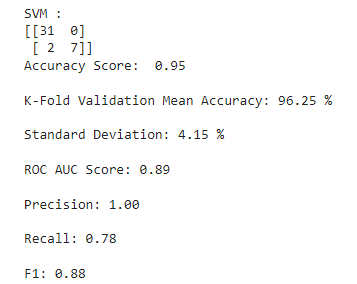 SVM :
[[31  0]
 [ 2  7]]
Accuracy Score:  0.95
K-Fold Validation Mean Accuracy: 96.25 %
Standard Deviation: 4.15 %
ROC AUC Score: 0.89
Precision: 1.00
Recall: 0.78
F1: 0.88